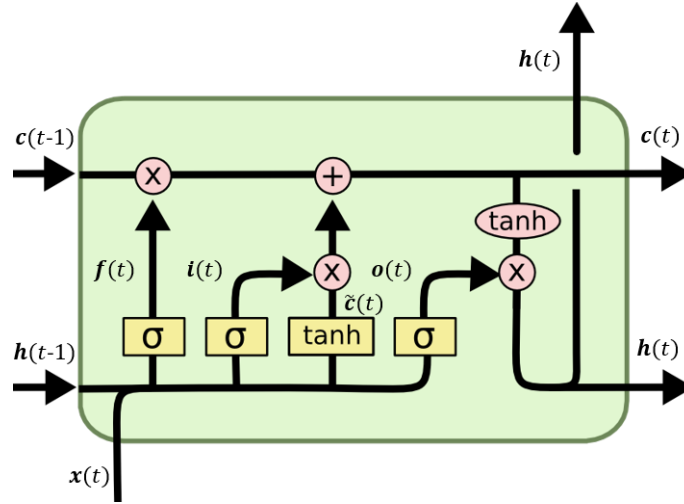 h(t)
c(t-1)
c(t)
x
+
tanh
f(t)
i(t)
x
o(t)
x
c̃(t)
σ
σ
tanh
σ
h(t-1)
h(t)
x(t)